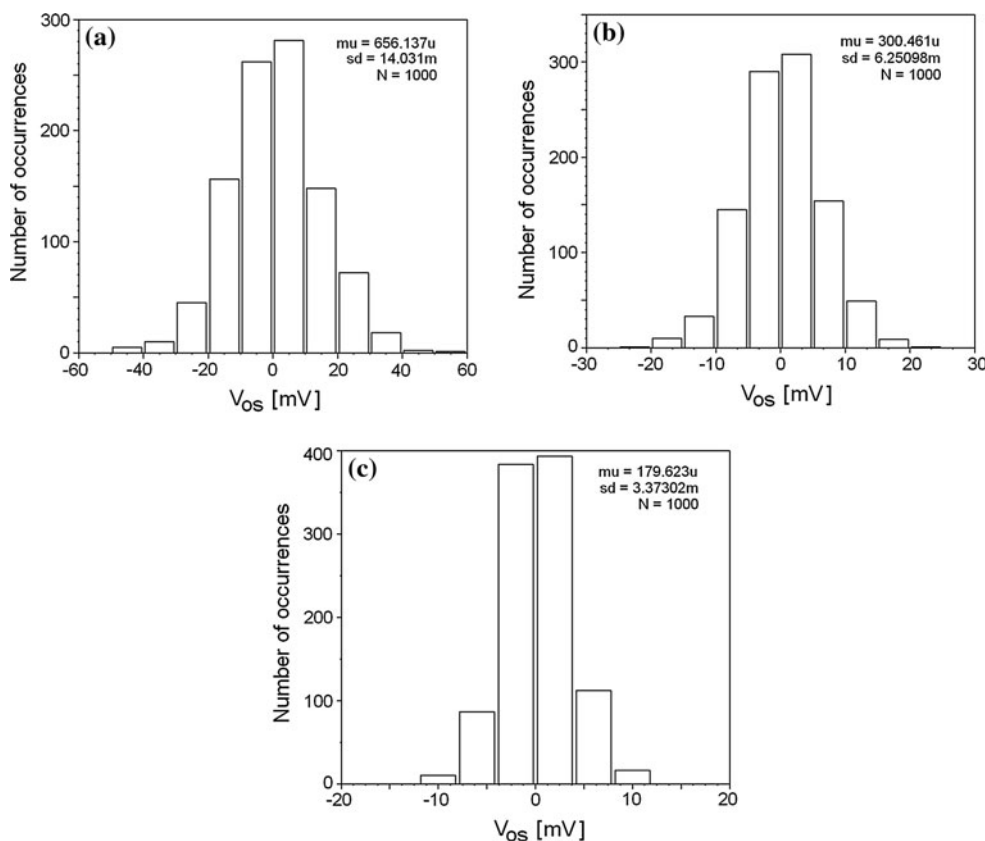 (a)
mu = 656.137u
sd = 14.031m
N = 1000
Number of occurrences
300
200
100
0
-60 -40 -20 0 20 40 60
VOS [mV]
(b)
mu = 300.461u
sd = 6.25098m
N = 1000
Number of occurrences
300
200
100
0
-30 -20 -10 0 10 20 30
VOS [mV]
(c)
mu = 179.623u
sd = 3.37302m
N = 1000
Number of occurrences
400
300
200
100
0
-20 -10 0 10 20
VOS [mV]